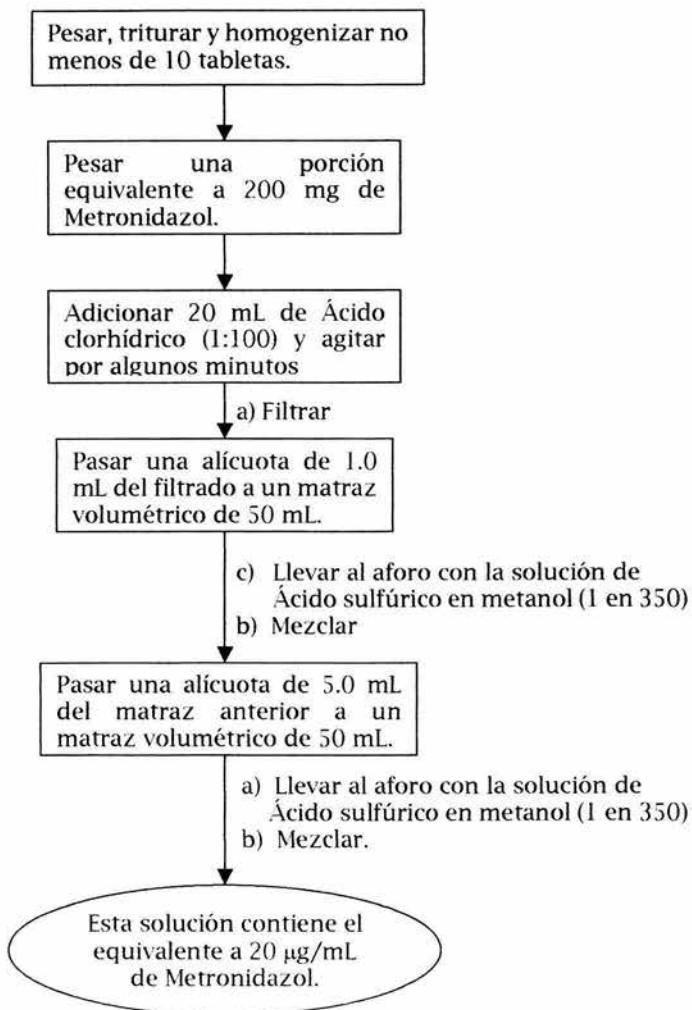 Pesar, triturar y homogenizar no
menos de 10 tabletas.
Pesar una porción
equivalente a 200 mg de
Metronidazol.
Adicionar 20 mL de Ácido
clorhídrico (1:100) y agitar
por algunos minutos
a) Filtrar
Pasar una alícuota de 1.0
mL del filtrado a un matraz
volumétrico de 50 mL.
c) Llevar al aforo con la solución de
Ácido sulfúrico en metanol (1 en 350)
b) Mezclar
Pasar una alícuota de 5.0 mL
del matraz anterior a un
matraz volumétrico de 50 mL.
a) Llevar al aforo con la solución de
Ácido sulfúrico en metanol (1 en 350)
b) Mezclar.
Esta solución contiene el
equivalente a 20 µg/mL
de Metronidazol.